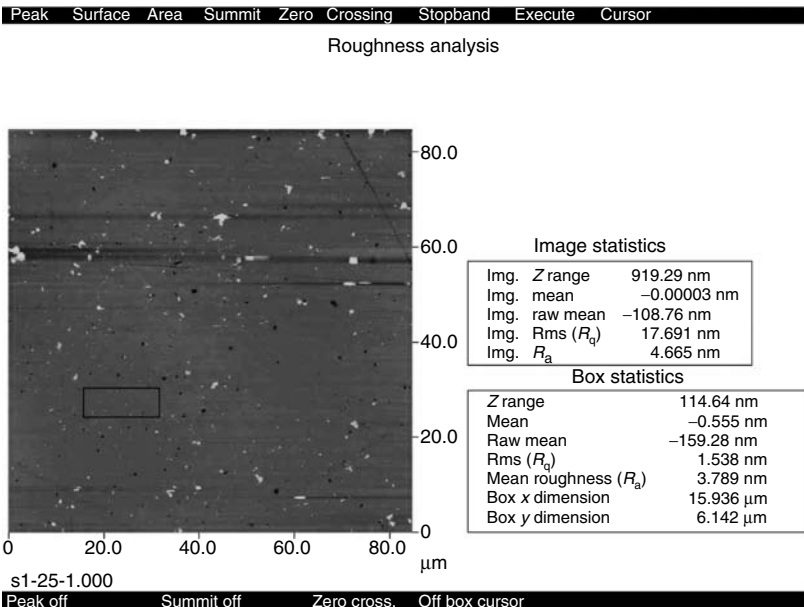 Peak Surface Area Summit Zero Crossing Stopband Execute Cursor
Roughness analysis
80.0
60.0
40.0
20.0
0
0 20.0 40.0 60.0 80.0
μm
s1-25-1.000
Image statistics
Img. Z range 919.29 nm
Img. mean −0.00003 nm
Img. raw mean −108.76 nm
Img. Rms (Rq) 17.691 nm
Img. Ra 4.665 nm
Box statistics
Z range 114.64 nm
Mean −0.555 nm
Raw mean −159.28 nm
Rms (Rq) 1.538 nm
Mean roughness (Ra) 3.789 nm
Box x dimension 15.936 μm
Box y dimension 6.142 μm
Peak off Summit off Zero cross. Off box cursor